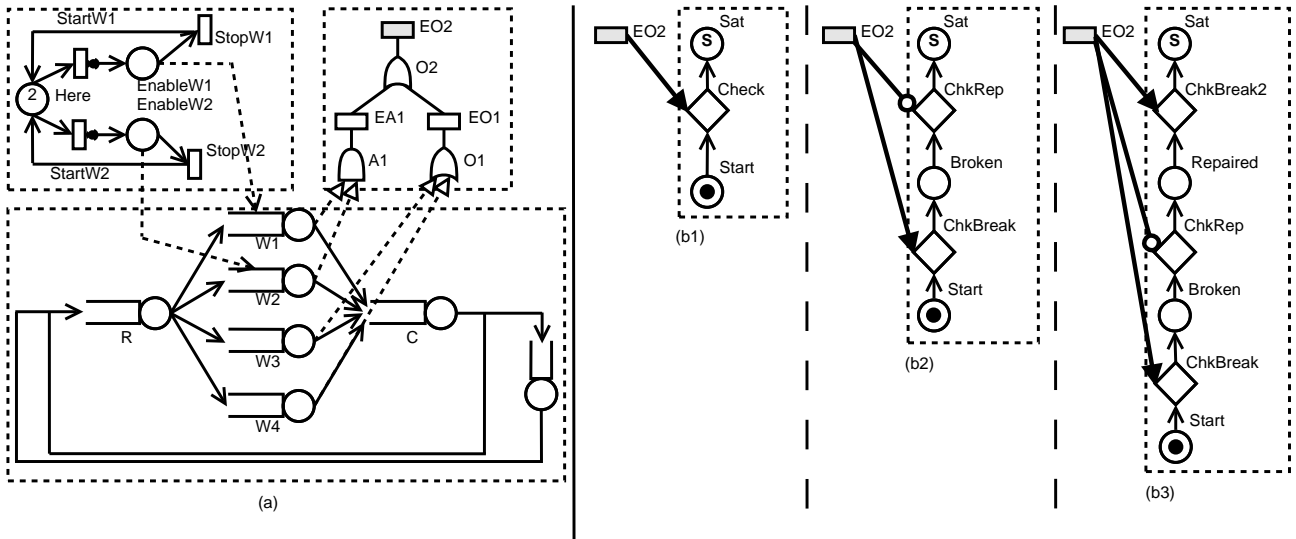 StartW1
StopW1
2
Here
EnableW1
EnableW2
StopW2
StartW2
EO2
O2
EA1
EO1
A1
O1
W1
W2
W3
W4
R
C
(a)
EO2
Sat
S
Check
Start
(b1)
EO2
Sat
S
ChkRep
Broken
ChkBreak
Start
(b2)
EO2
Sat
S
ChkBreak2
Repaired
ChkRep
Broken
ChkBreak
Start
(b3)